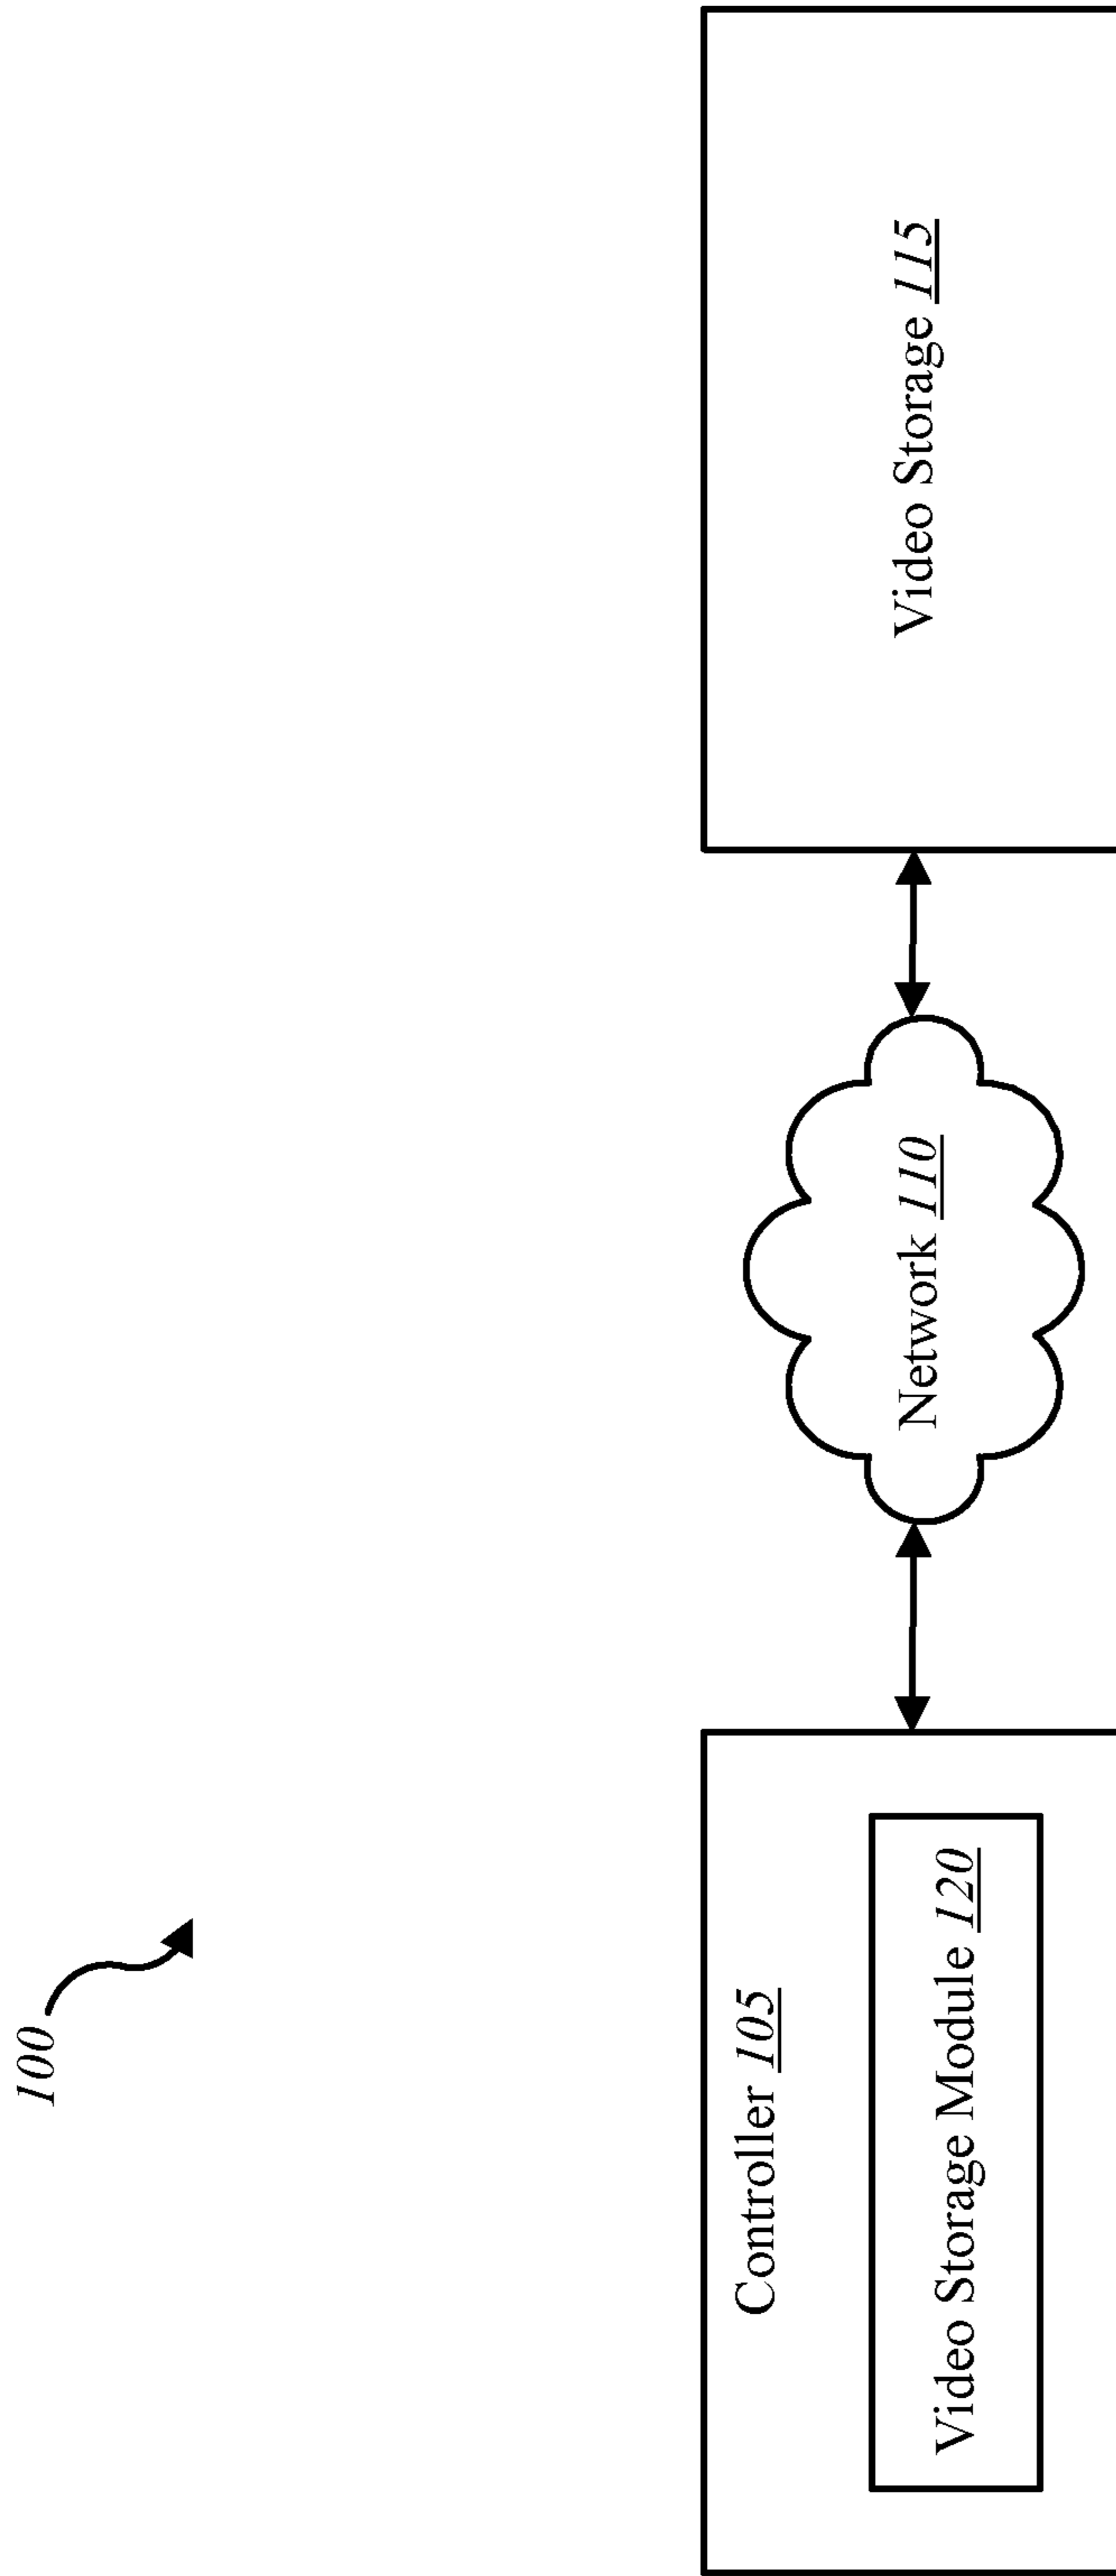 100
Controller 105
Video Storage Module 120
Network 110
Video Storage 115